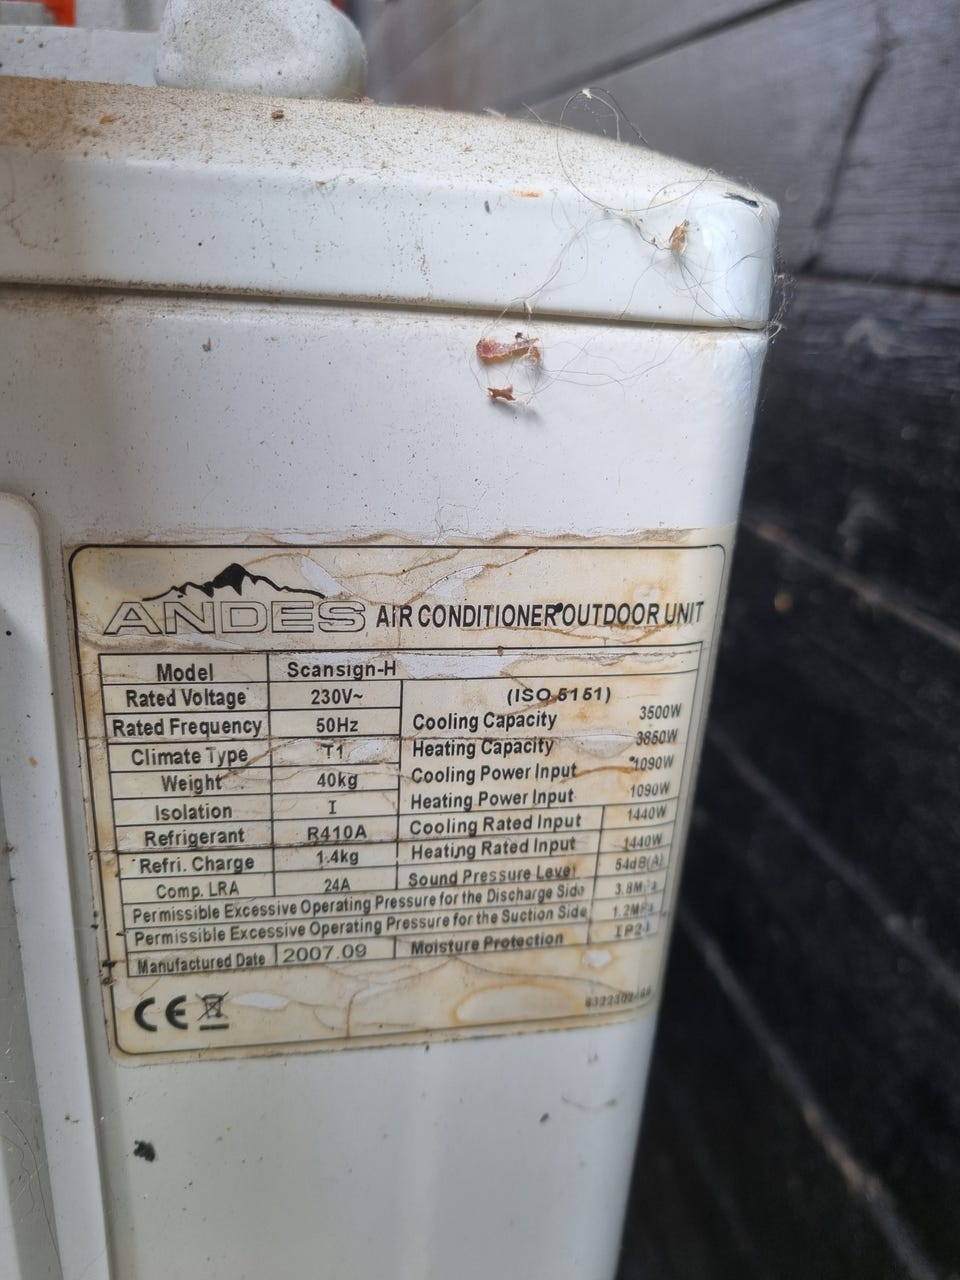 ANDES AIR CONDITIONER OUTDOOR UNIT
Model Scansign-H
Rated Voltage 230V~ (ISO 5151)
Rated Frequency 50Hz Cooling Capacity 3500W
Climate Type T1 Heating Capacity 3850W
Weight 40kg Cooling Power Input 1090W
Isolation I Heating Power Input 1090W
Refrigerant R410A Cooling Rated Input 1440W
Refri. Charge 1.4kg Heating Rated Input 1440W
Comp. LRA 24A Sound Pressure Level 54dB(A)
Permissible Excessive Operating Pressure for the Discharge Side 3.8MPa
Permissible Excessive Operating Pressure for the Suction Side 1.2MPa
Manufactured Date 2007.09 Moisture Protection
CE